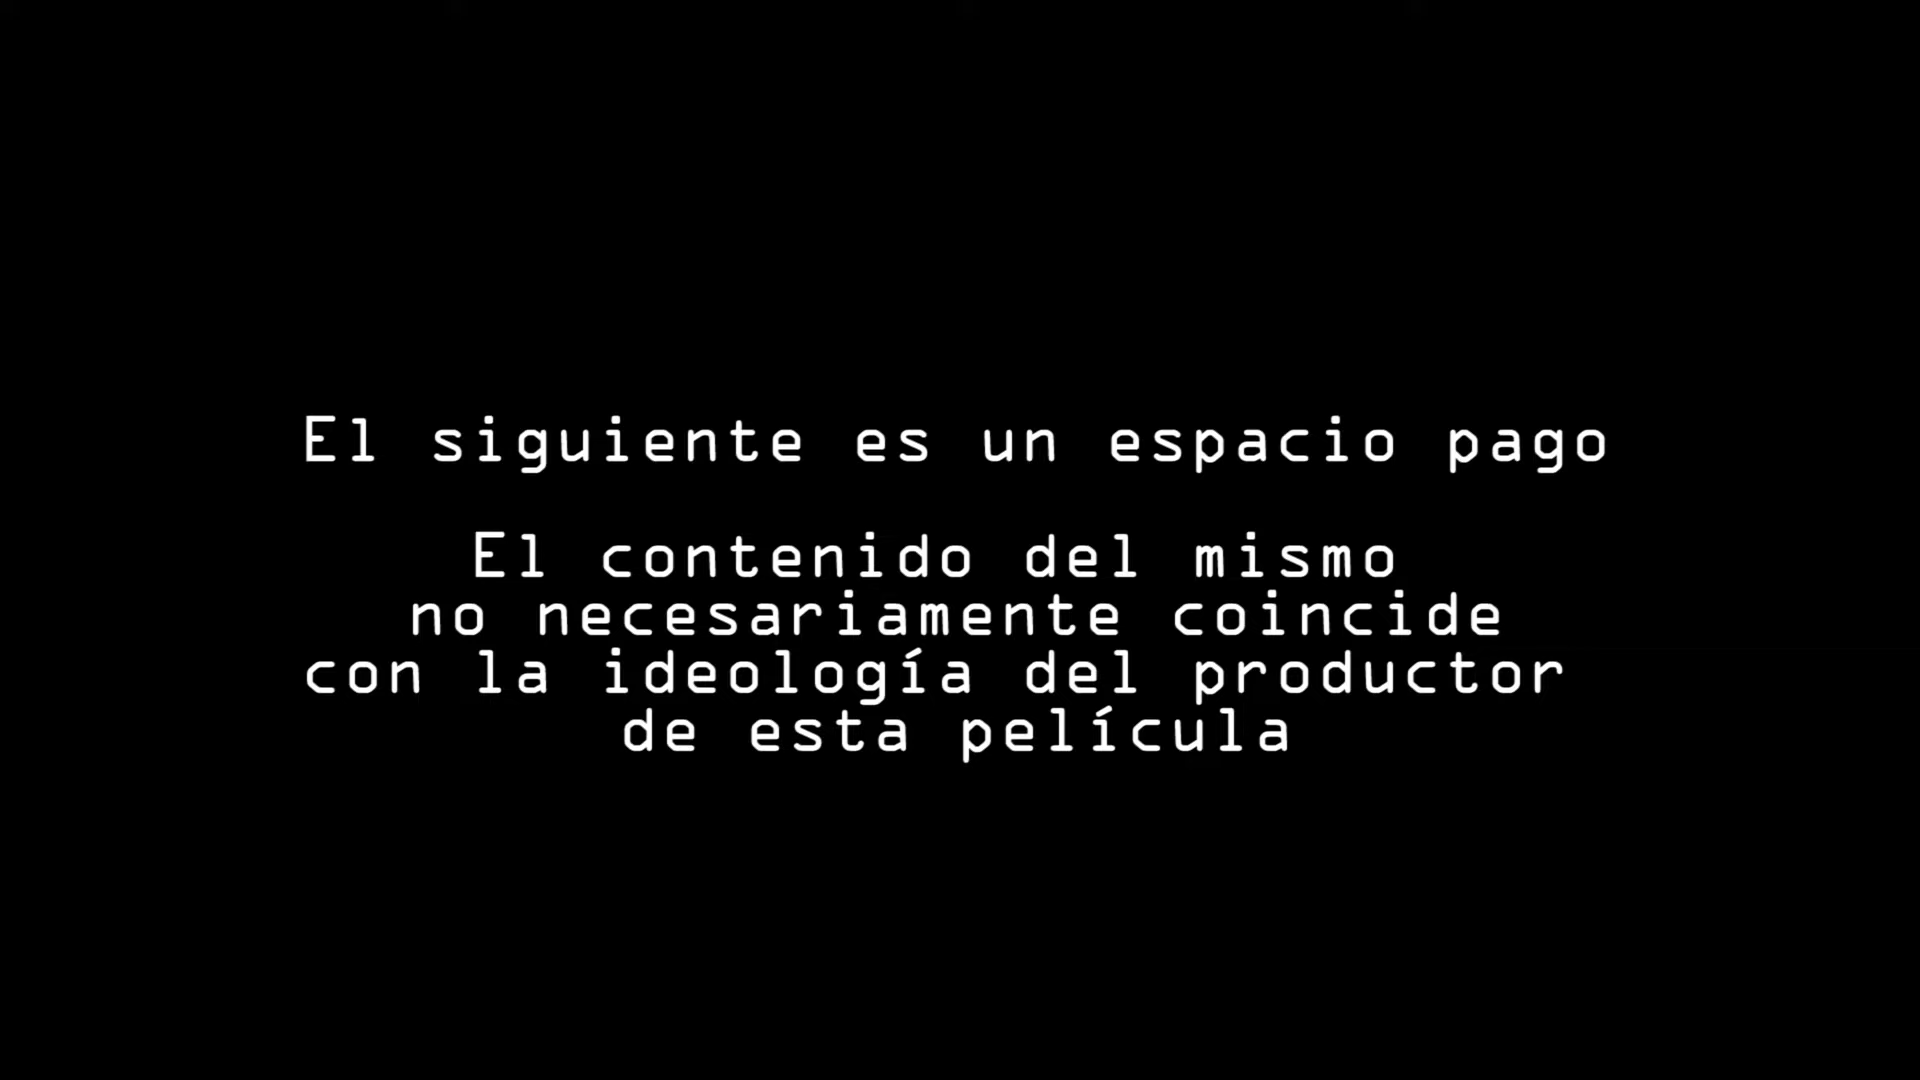 El siguiente es un espacio pago
El contenido del mismo
no necesariamente coincide
con la ideología del productor
de esta película